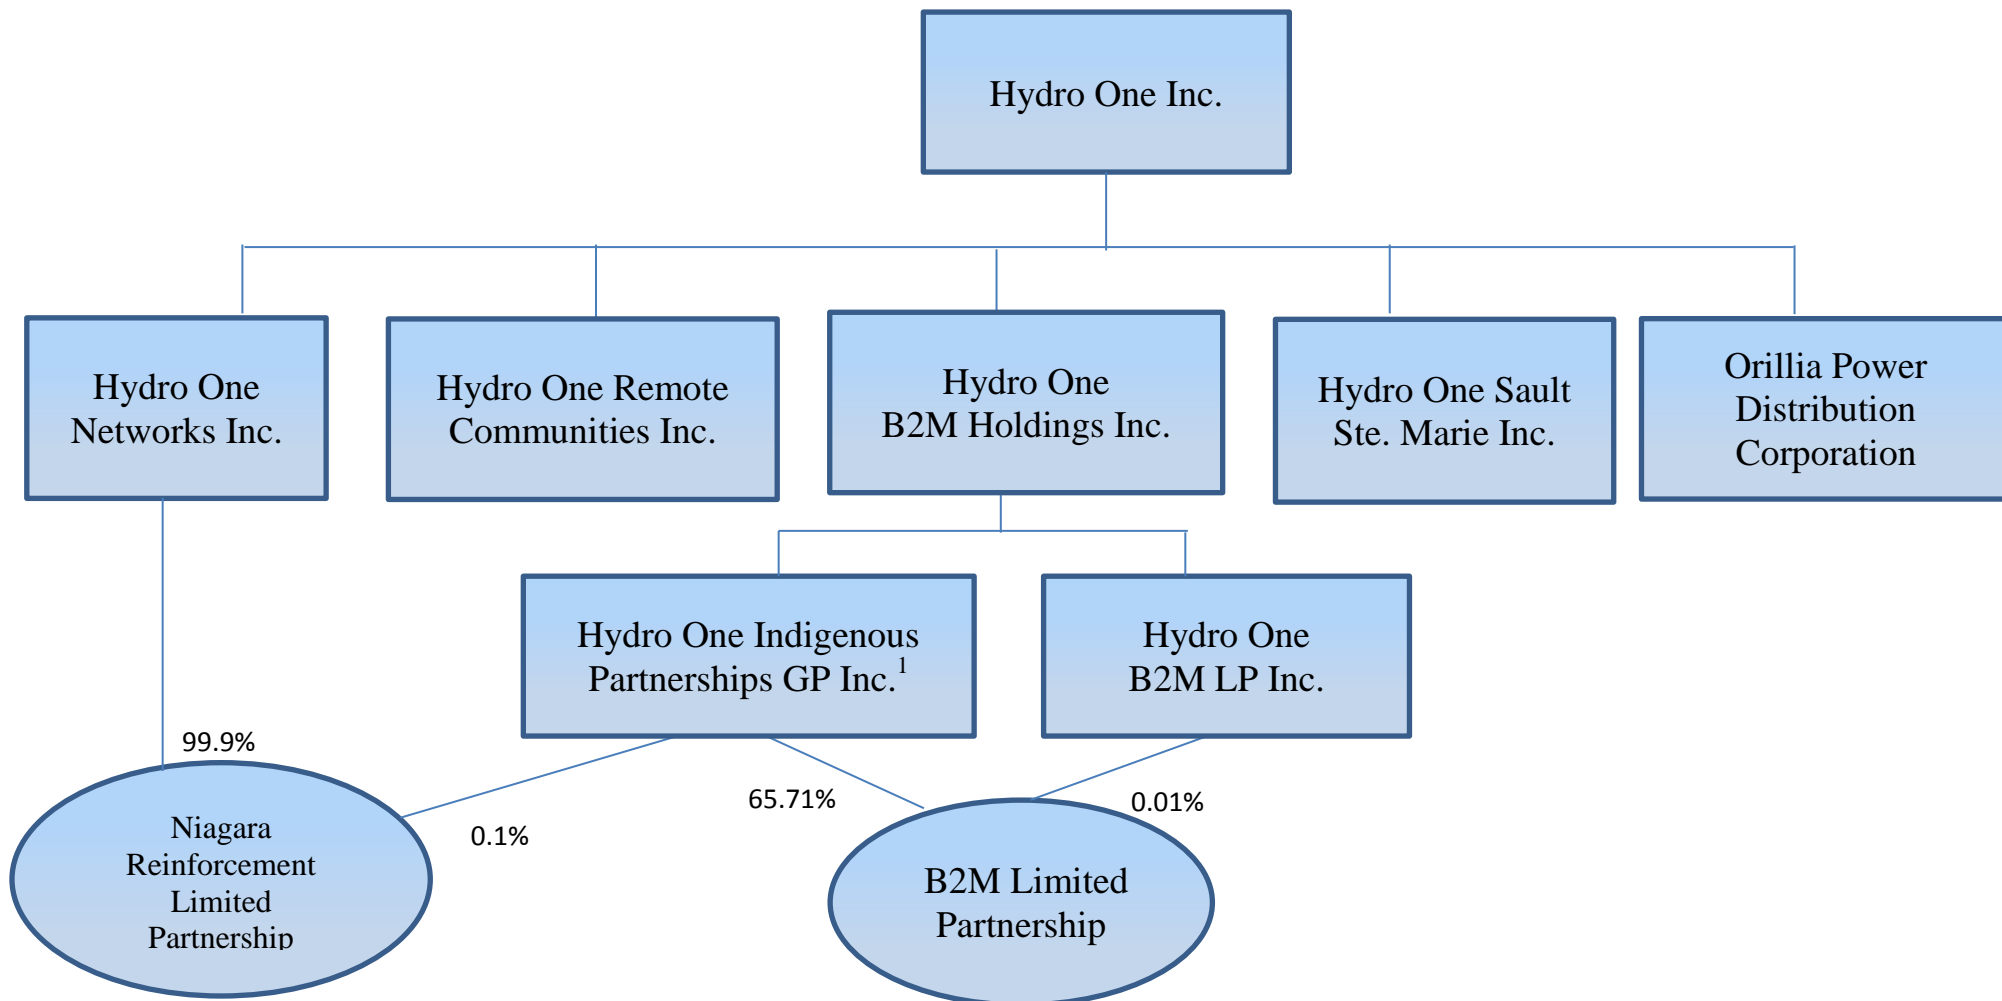 Hydro One Inc.
Hydro One
Networks Inc.
Hydro One Remote
Communities Inc.
Hydro One
B2M Holdings Inc.
Hydro One Sault
Ste. Marie Inc.
Orillia Power
Distribution
Corporation
Hydro One Indigenous
Partnerships GP Inc.1
Hydro One
B2M LP Inc.
99.9%
0.1%
65.71%
0.01%
Niagara
Reinforcement
Limited
Partnership
B2M Limited
Partnership